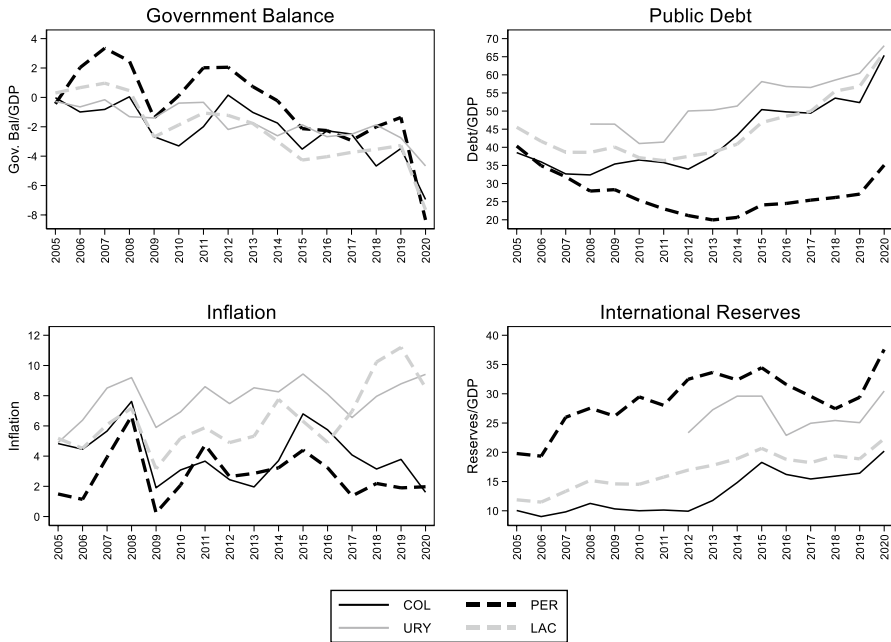 Government Balance
Gov. Bal/GDP
4
2
0
-2
-4
-6
-8
2005 2006 2007 2008 2009 2010 2011 2012 2013 2014 2015 2016 2017 2018 2019 2020
Public Debt
Debt/GDP
70
65
60
55
50
45
40
35
30
25
20
2005 2006 2007 2008 2009 2010 2011 2012 2013 2014 2015 2016 2017 2018 2019 2020
Inflation
Inflation
12
10
8
6
4
2
0
2005 2006 2007 2008 2009 2010 2011 2012 2013 2014 2015 2016 2017 2018 2019 2020
International Reserves
Reserves/GDP
40
35
30
25
20
15
10
2005 2006 2007 2008 2009 2010 2011 2012 2013 2014 2015 2016 2017 2018 2019 2020
COL PER
URY LAC